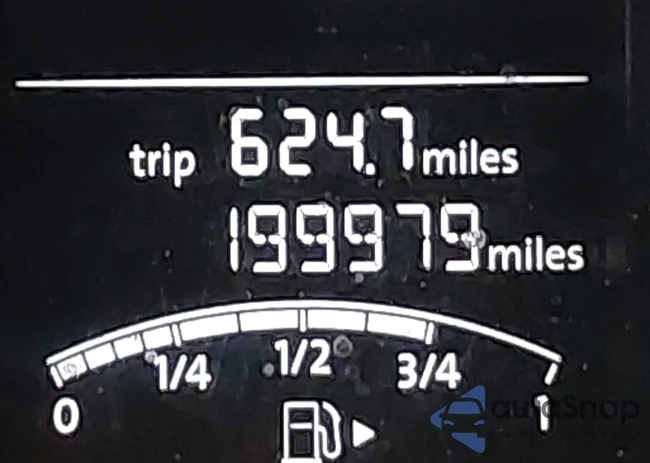 trip 624.7 miles
199979 miles
0 1/4 1/2 3/4 1
autoSnap